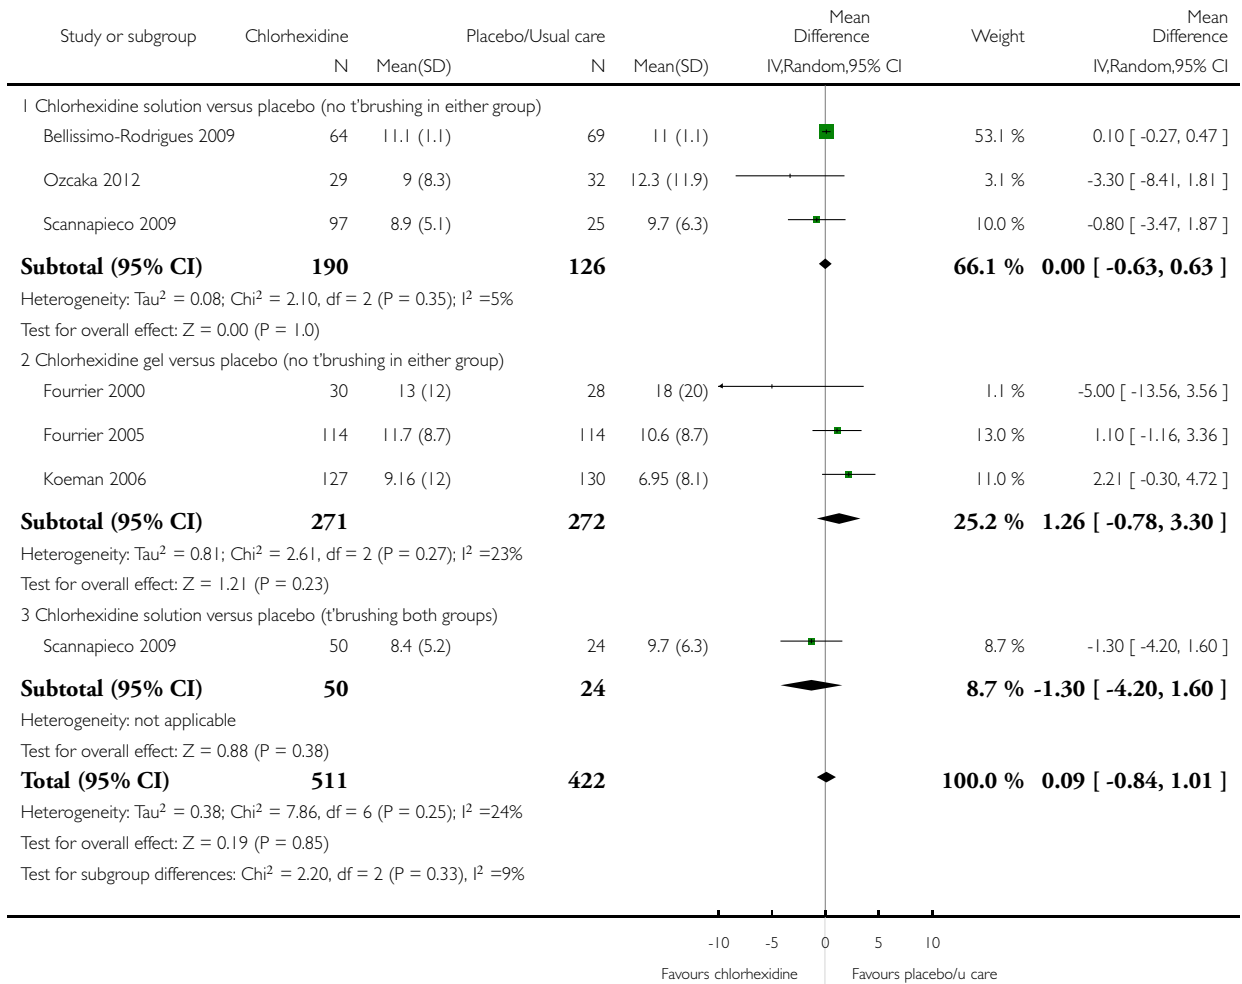 Study or subgroup Chlorhexidine Placebo/Usual care Mean Difference Weight Mean Difference
N Mean(SD) N Mean(SD) IV,Random,95% CI IV,Random,95% CI
1 Chlorhexidine solution versus placebo (no t'brushing in either group)
Bellissimo-Rodrigues 2009 64 11.1 (1.1) 69 11 (1.1) 53.1 % 0.10 [ -0.27, 0.47 ]
Ozcaka 2012 29 9 (8.3) 32 12.3 (11.9) 3.1 % -3.30 [ -8.41, 1.81 ]
Scannapieco 2009 97 8.9 (5.1) 25 9.7 (6.3) 10.0 % -0.80 [ -3.47, 1.87 ]
Subtotal (95% CI) 190 126 66.1 % 0.00 [ -0.63, 0.63 ]
Heterogeneity: Tau² = 0.08; Chi² = 2.10, df = 2 (P = 0.35); I² =5%
Test for overall effect: Z = 0.00 (P = 1.0)
2 Chlorhexidine gel versus placebo (no t'brushing in either group)
Fourrier 2000 30 13 (12) 28 18 (20) 1.1 % -5.00 [ -13.56, 3.56 ]
Fourrier 2005 114 11.7 (8.7) 114 10.6 (8.7) 13.0 % 1.10 [ -1.16, 3.36 ]
Koeman 2006 127 9.16 (12) 130 6.95 (8.1) 11.0 % 2.21 [ -0.30, 4.72 ]
Subtotal (95% CI) 271 272 25.2 % 1.26 [ -0.78, 3.30 ]
Heterogeneity: Tau² = 0.81; Chi² = 2.61, df = 2 (P = 0.27); I² =23%
Test for overall effect: Z = 1.21 (P = 0.23)
3 Chlorhexidine solution versus placebo (t'brushing both groups)
Scannapieco 2009 50 8.4 (5.2) 24 9.7 (6.3) 8.7 % -1.30 [ -4.20, 1.60 ]
Subtotal (95% CI) 50 24 8.7 % -1.30 [ -4.20, 1.60 ]
Heterogeneity: not applicable
Test for overall effect: Z = 0.88 (P = 0.38)
Total (95% CI) 511 422 100.0 % 0.09 [ -0.84, 1.01 ]
Heterogeneity: Tau² = 0.38; Chi² = 7.86, df = 6 (P = 0.25); I² =24%
Test for overall effect: Z = 0.19 (P = 0.85)
Test for subgroup differences: Chi² = 2.20, df = 2 (P = 0.33), I² =9%
-10 -5 0 5 10
Favours chlorhexidine Favours placebo/u care